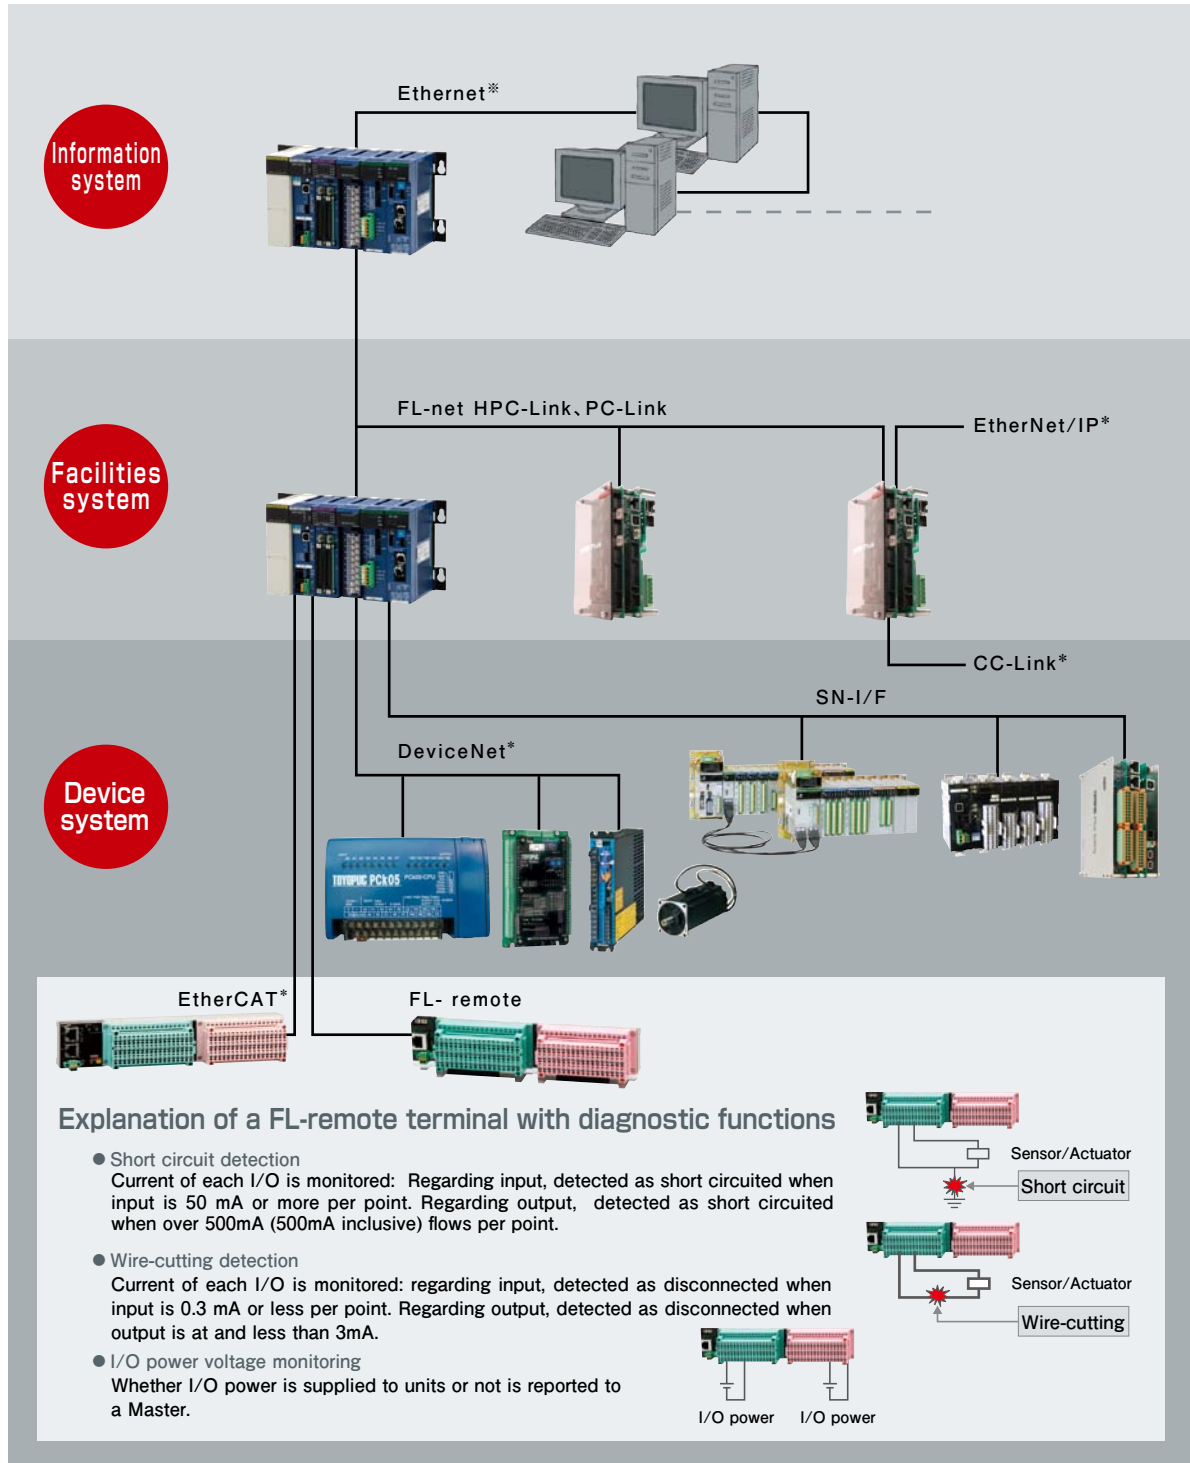 Ethernet※
Information
system
FL-net HPC-Link、PC-Link
EtherNet/IP*
Facilities
system
CC-Link*
SN-I/F
DeviceNet*
Device
system
TOYOPUC PCk05
EtherCAT*
FL- remote
Explanation of a FL-remote terminal with diagnostic functions
● Short circuit detection
Current of each I/O is monitored: Regarding input, detected as short circuited when
input is 50 mA or more per point. Regarding output, detected as short circuited
when over 500mA (500mA inclusive) flows per point.
Sensor/Actuator
Short circuit
● Wire-cutting detection
Current of each I/O is monitored: regarding input, detected as disconnected when
input is 0.3 mA or less per point. Regarding output, detected as disconnected when
output is at and less than 3mA.
Sensor/Actuator
Wire-cutting
● I/O power voltage monitoring
Whether I/O power is supplied to units or not is reported to
a Master.
I/O power
I/O power